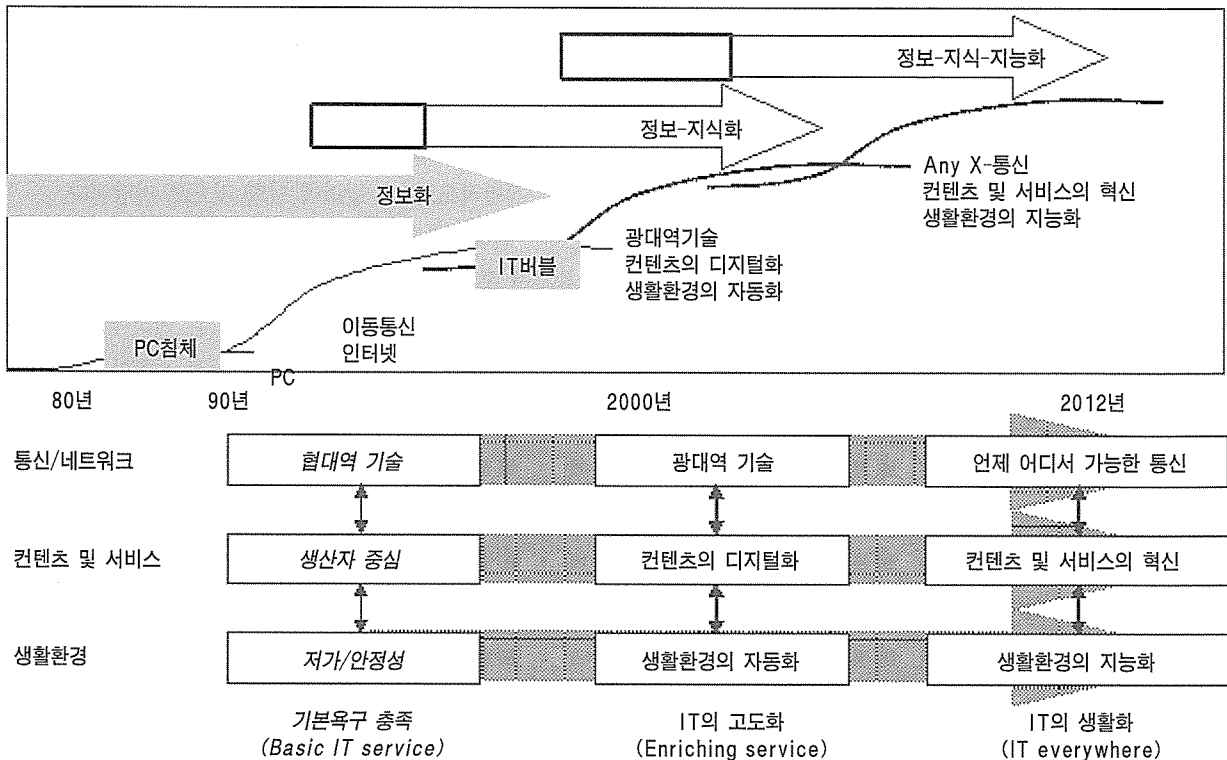 정보-지식-지능화
정보-지식화
정보화
Any X-통신
컨텐츠 및 서비스의 혁신
생활환경의 지능화
IT버블
광대역기술
컨텐츠의 디지털화
생활환경의 자동화
PC침체
이동통신
인터넷
PC
80년 90년 2000년 2012년
통신/네트워크 협대역 기술 광대역 기술 언제 어디서 가능한 통신
컨텐츠 및 서비스 생산자 중심 컨텐츠의 디지털화 컨텐츠 및 서비스의 혁신
생활환경 저가/안정성 생활환경의 자동화 생활환경의 지능화
기본욕구 충족 IT의 고도화 IT의 생활화
(Basic IT service) (Enriching service) (IT everywhere)